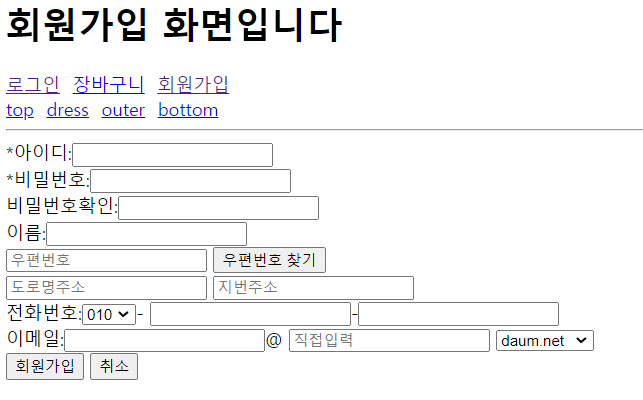 회원가입 화면입니다
로그인 장바구니 회원가입
top dress outer bottom
*아이디:
*비밀번호:
비밀번호확인:
이름:
우편번호 우편번호 찾기
도로명주소 지번주소
전화번호: 010 - -
이메일: @ 직접입력 daum.net
회원가입 취소